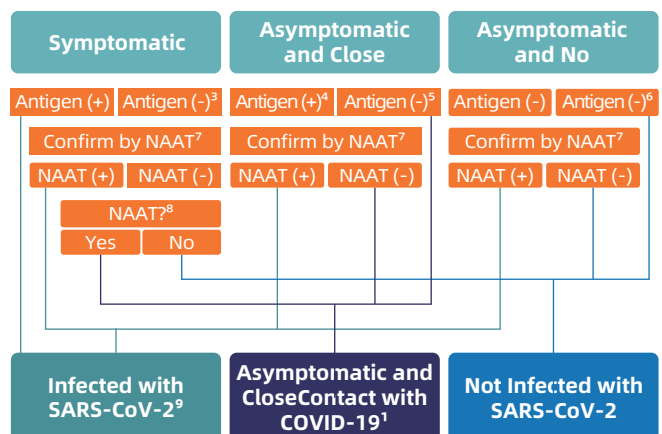 Symptomatic
Asymptomatic
and Close
Asymptomatic
and No
Antigen (+)
Antigen (-)³
Antigen(+)⁴
Antigen(-)⁵
Antigen (-)
Antigen(-)⁶
Confirm by NAAT⁷
Confirm by NAAT⁷
Confirm by NAAT⁷
NAAT (+)
NAAT (-)
NAAT (+)
NAAT (-)
NAAT (+)
NAAT (-)
NAAT?⁸
Yes
No
Infected with
SARS-CoV-2⁹
Asymptomatic and
CloseContact with
COVID-19¹
Not Infected with
SARS-CoV-2